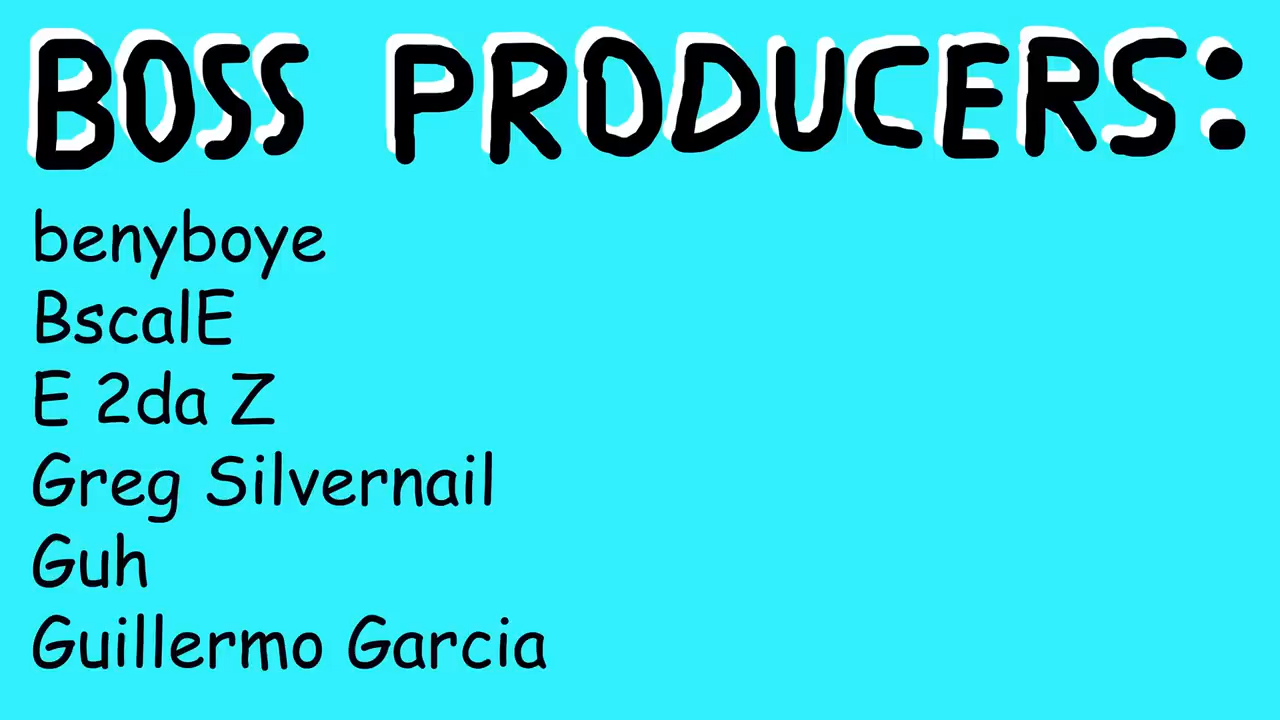 BOSS PRODUCERS:
benyboye
BscalE
E 2da Z
Greg Silvernail
Guh
Guillermo Garcia